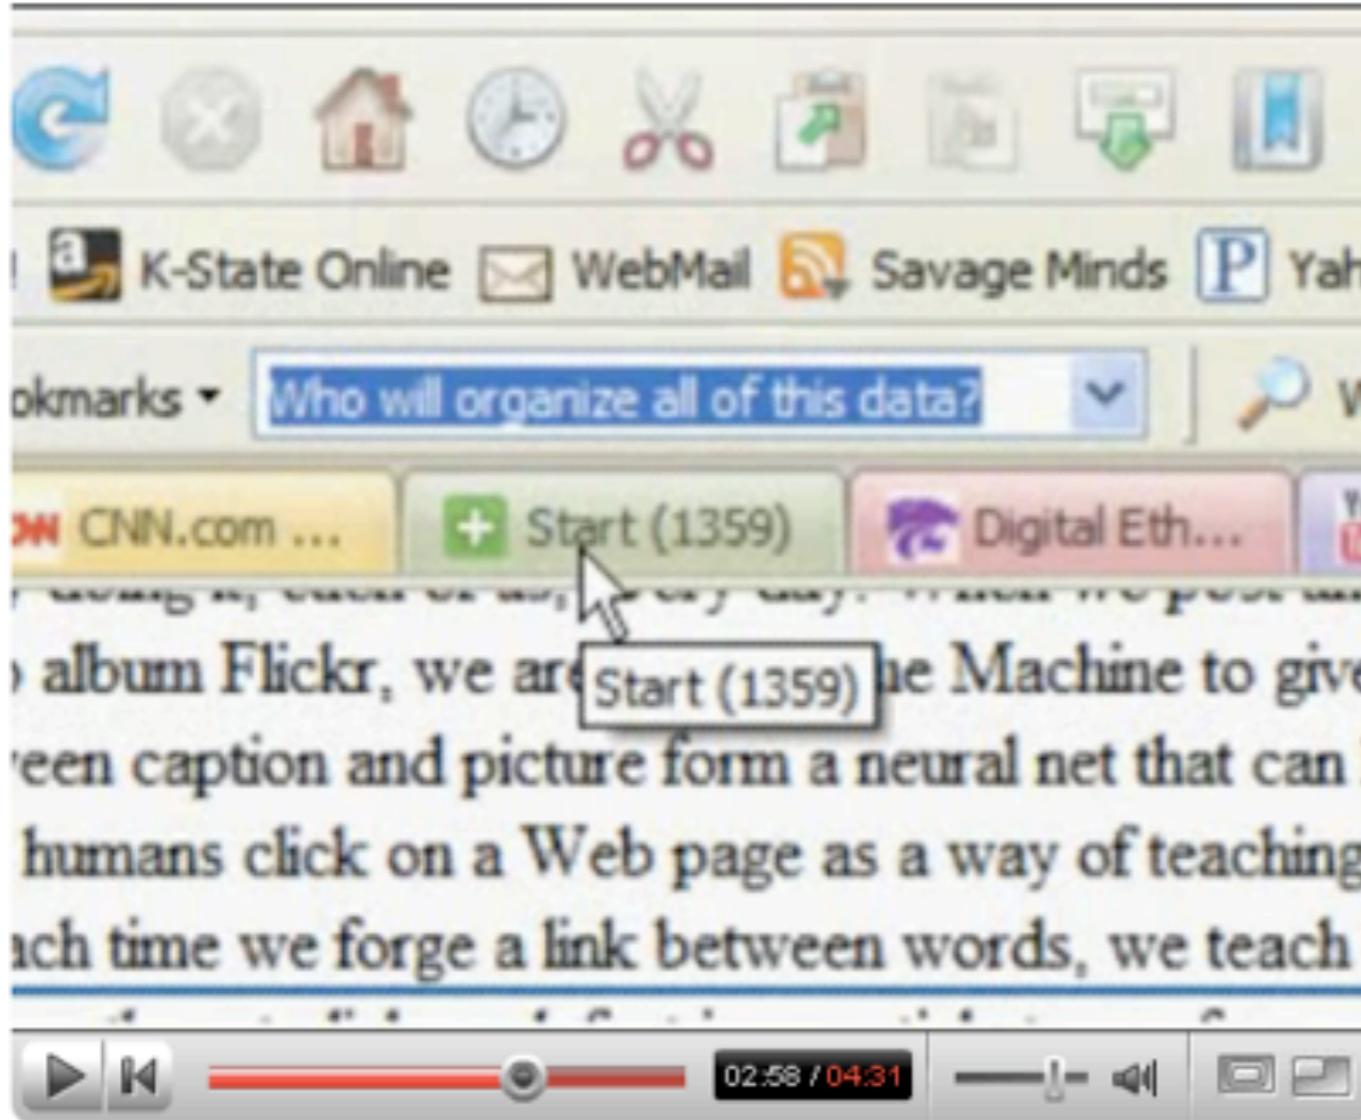 K-State Online WebMail Savage Minds Yah
okmarks Who will organize all of this data?
CNN.com ... Start (1359) Digital Eth...
album Flickr, we are he Machine to give
Start (1359)
een caption and picture form a neural net that can
humans click on a Web page as a way of teaching
ach time we forge a link between words, we teach
02:58 / 04:31